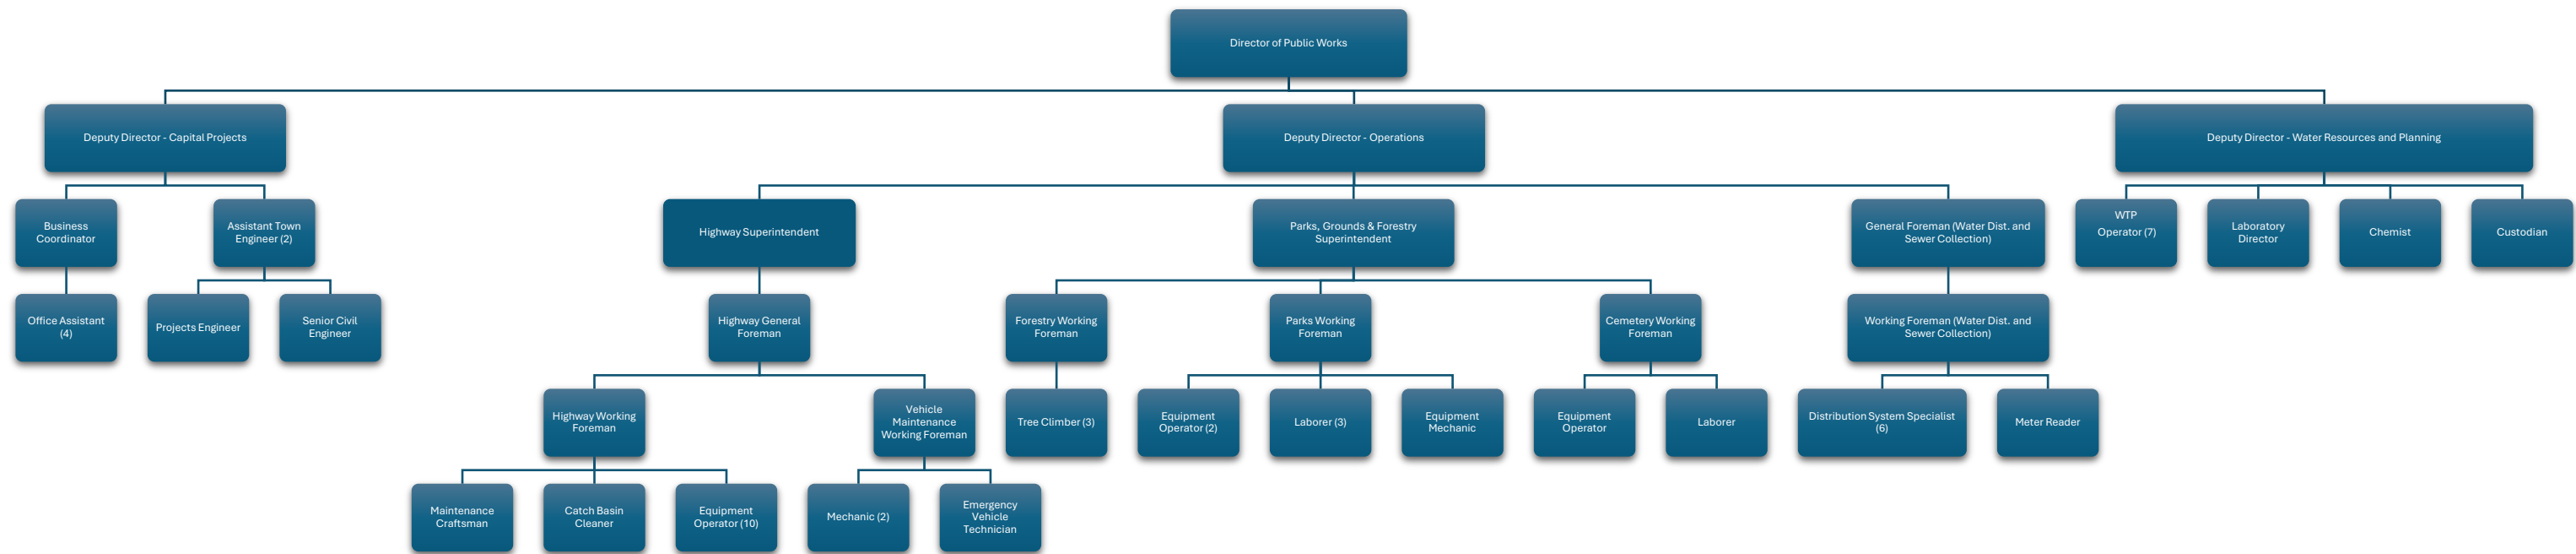 Director of Public Works
Deputy Director - Capital Projects
Deputy Director - Operations
Deputy Director - Water Resources and Planning
Business
Coordinator
Assistant Town
Engineer (2)
Highway Superintendent
Parks, Grounds & Forestry
Superintendent
General Foreman (Water Dist. and
Sewer Collection)
WTP
Operator (7)
Laboratory
Director
Chemist
Custodian
Office Assistant
(4)
Projects Engineer
Senior Civil
Engineer
Highway General
Foreman
Forestry Working
Foreman
Parks Working
Foreman
Cemetery Working
Foreman
Working Foreman (Water Dist. and
Sewer Collection)
Highway Working
Foreman
Vehicle
Maintenance
Working Foreman
Tree Climber (3)
Equipment
Operator (2)
Laborer (3)
Equipment
Mechanic
Equipment
Operator
Laborer
Distribution System Specialist
(6)
Meter Reader
Maintenance
Craftsman
Catch Basin
Cleaner
Equipment
Operator (10)
Mechanic (2)
Emergency
Vehicle
Technician